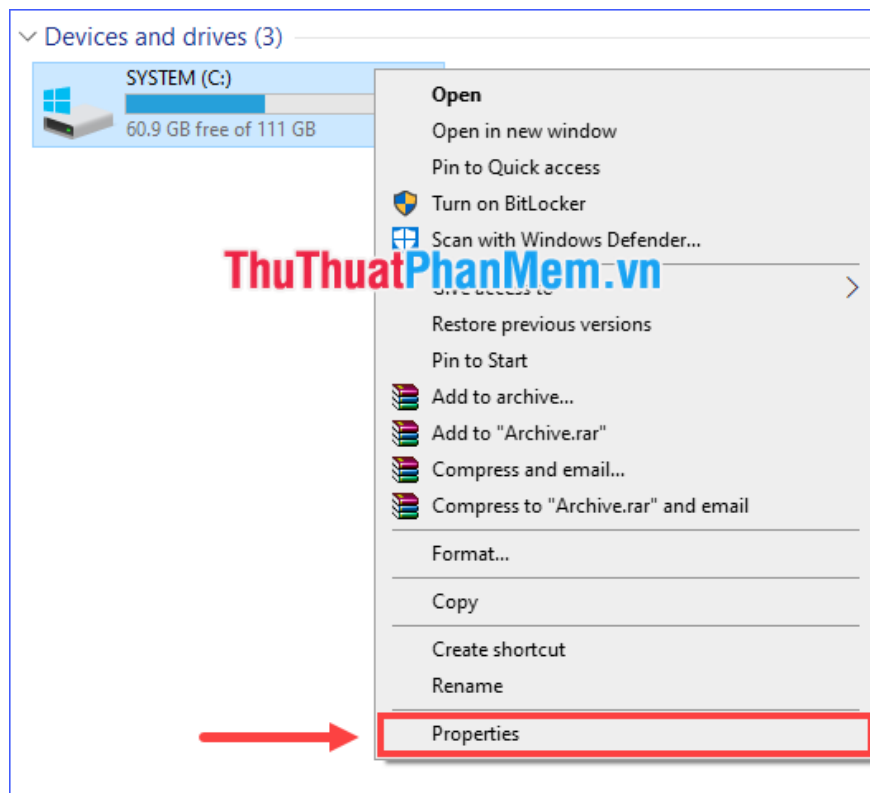 Devices and drives (3)
SYSTEM (C:)
60.9 GB free of 111 GB
Open
Open in new window
Pin to Quick access
Turn on BitLocker
Scan with Windows Defender...
ThuThuatPhanMem.vn
Give access to
Restore previous versions
Pin to Start
Add to archive...
Add to "Archive.rar"
Compress and email...
Compress to "Archive.rar" and email
Format...
Copy
Create shortcut
Rename
Properties